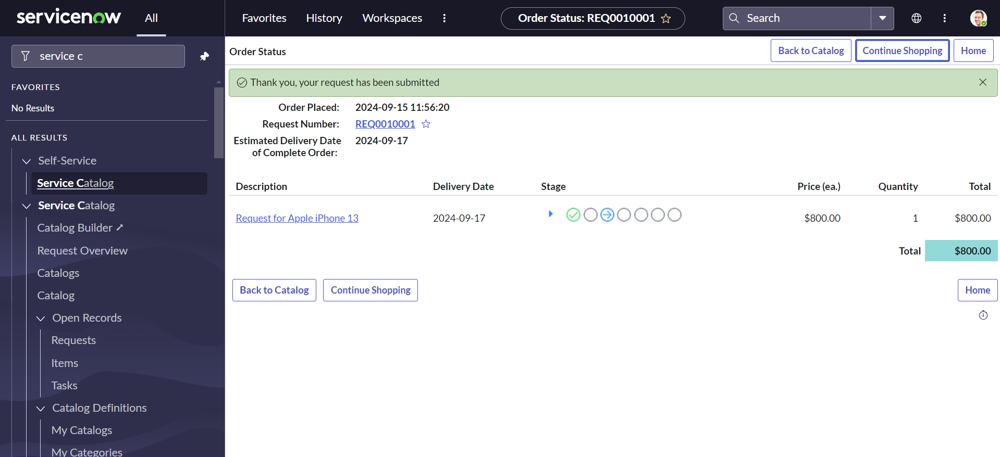 servicenow
All
Favorites
History
Workspaces
Order Status: REQ0010001
Search
service c
FAVORITES
No Results
ALL RESULTS
Self-Service
Service Catalog
Service Catalog
Catalog Builder
Request Overview
Catalogs
Catalog
Open Records
Requests
Items
Tasks
Catalog Definitions
My Catalogs
My Categories
Order Status
Back to Catalog
Continue Shopping
Home
Thank you, your request has been submitted
Order Placed: 2024-09-15 11:56:20
Request Number: REQ0010001
Estimated Delivery Date 2024-09-17
of Complete Order:
Description Delivery Date Stage Price (ea.) Quantity Total
Request for Apple iPhone 13 2024-09-17 $800.00 1 $800.00
Total $800.00
Back to Catalog
Continue Shopping
Home